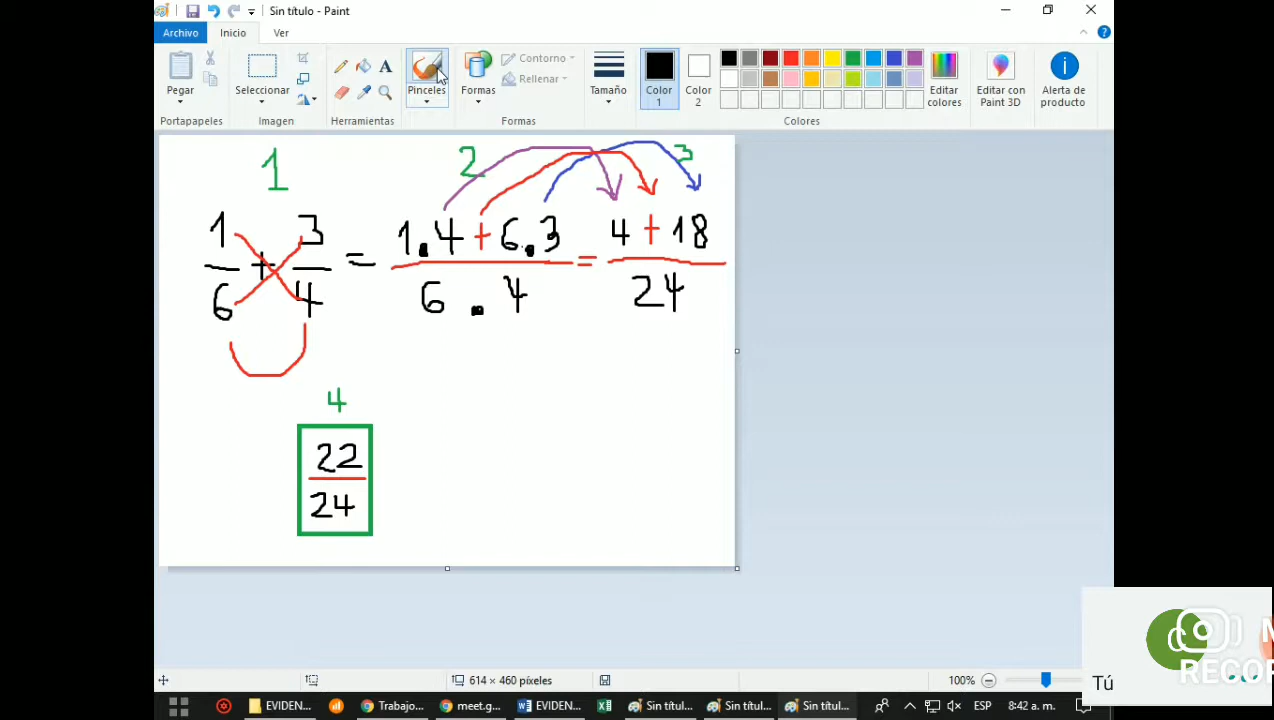 Sin título - Paint
Archivo Inicio Ver
Pegar Seleccionar Pinceles Formas Contorno Rellenar Tamaño Color 1 Color 2 Editar colores Editar con Paint 3D Alerta de producto
Portapapeles Imagen Herramientas Formas Colores
1 2 3
1/6 + 3/4 = 1.4+6.3/6.4 = 4+18/24
4
22/24
Tú
RECOR
614 × 460 píxeles 100%
EVIDEN... Trabajo... meet.g... EVIDEN... Sin títul... Sin títul... Sin títul... ESP 8:42 a. m.